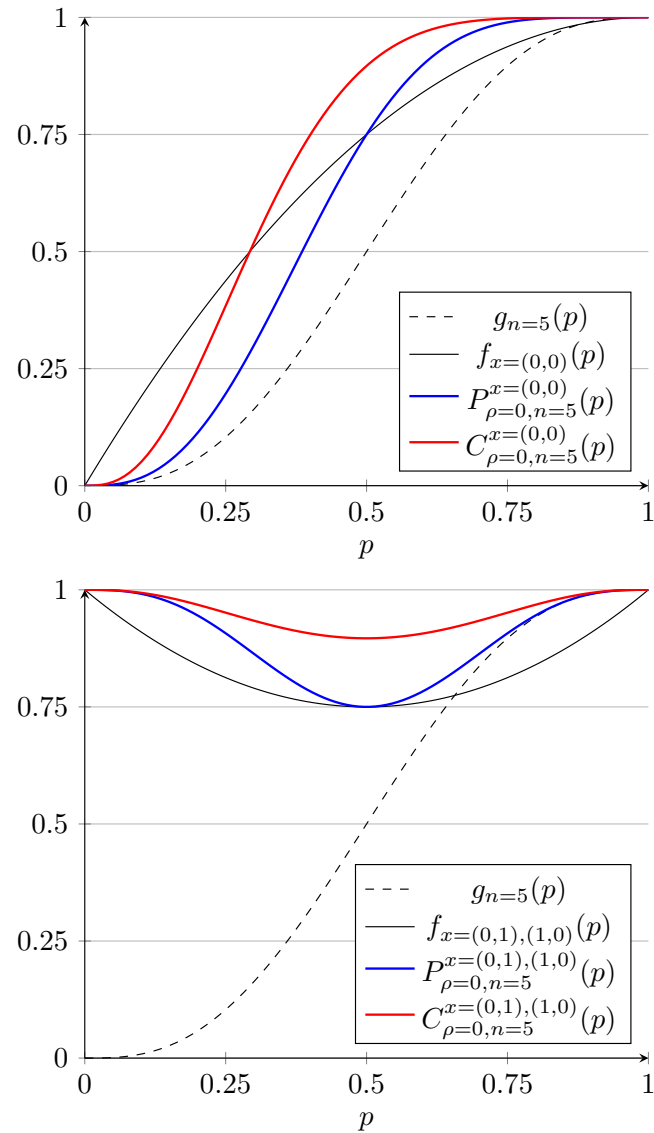 1
0.75
0.5
0.25
0
0 0.25 0.5 0.75 1
p
g_{n=5}(p)
f_{x=(0,0)}(p)
P^{x=(0,0)}_{ρ=0,n=5}(p)
C^{x=(0,0)}_{ρ=0,n=5}(p)
1
0.75
0.5
0.25
0
0 0.25 0.5 0.75 1
p
g_{n=5}(p)
f_{x=(0,1),(1,0)}(p)
P^{x=(0,1),(1,0)}_{ρ=0,n=5}(p)
C^{x=(0,1),(1,0)}_{ρ=0,n=5}(p)